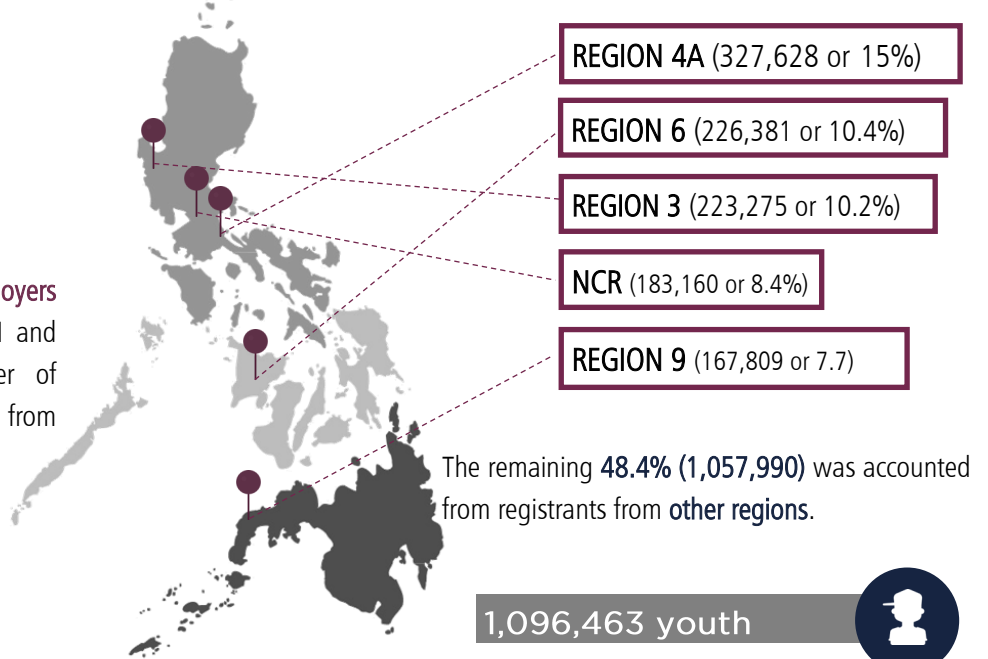 REGION 4A (327,628 or 15%)
REGION 6 (226,381 or 10.4%)
REGION 3 (223,275 or 10.2%)
NCR (183,160 or 8.4%)
REGION 9 (167,809 or 7.7)
oyers
and
er of
from
The remaining 48.4% (1,057,990) was accounted
from registrants from other regions.
1,096,463 youth